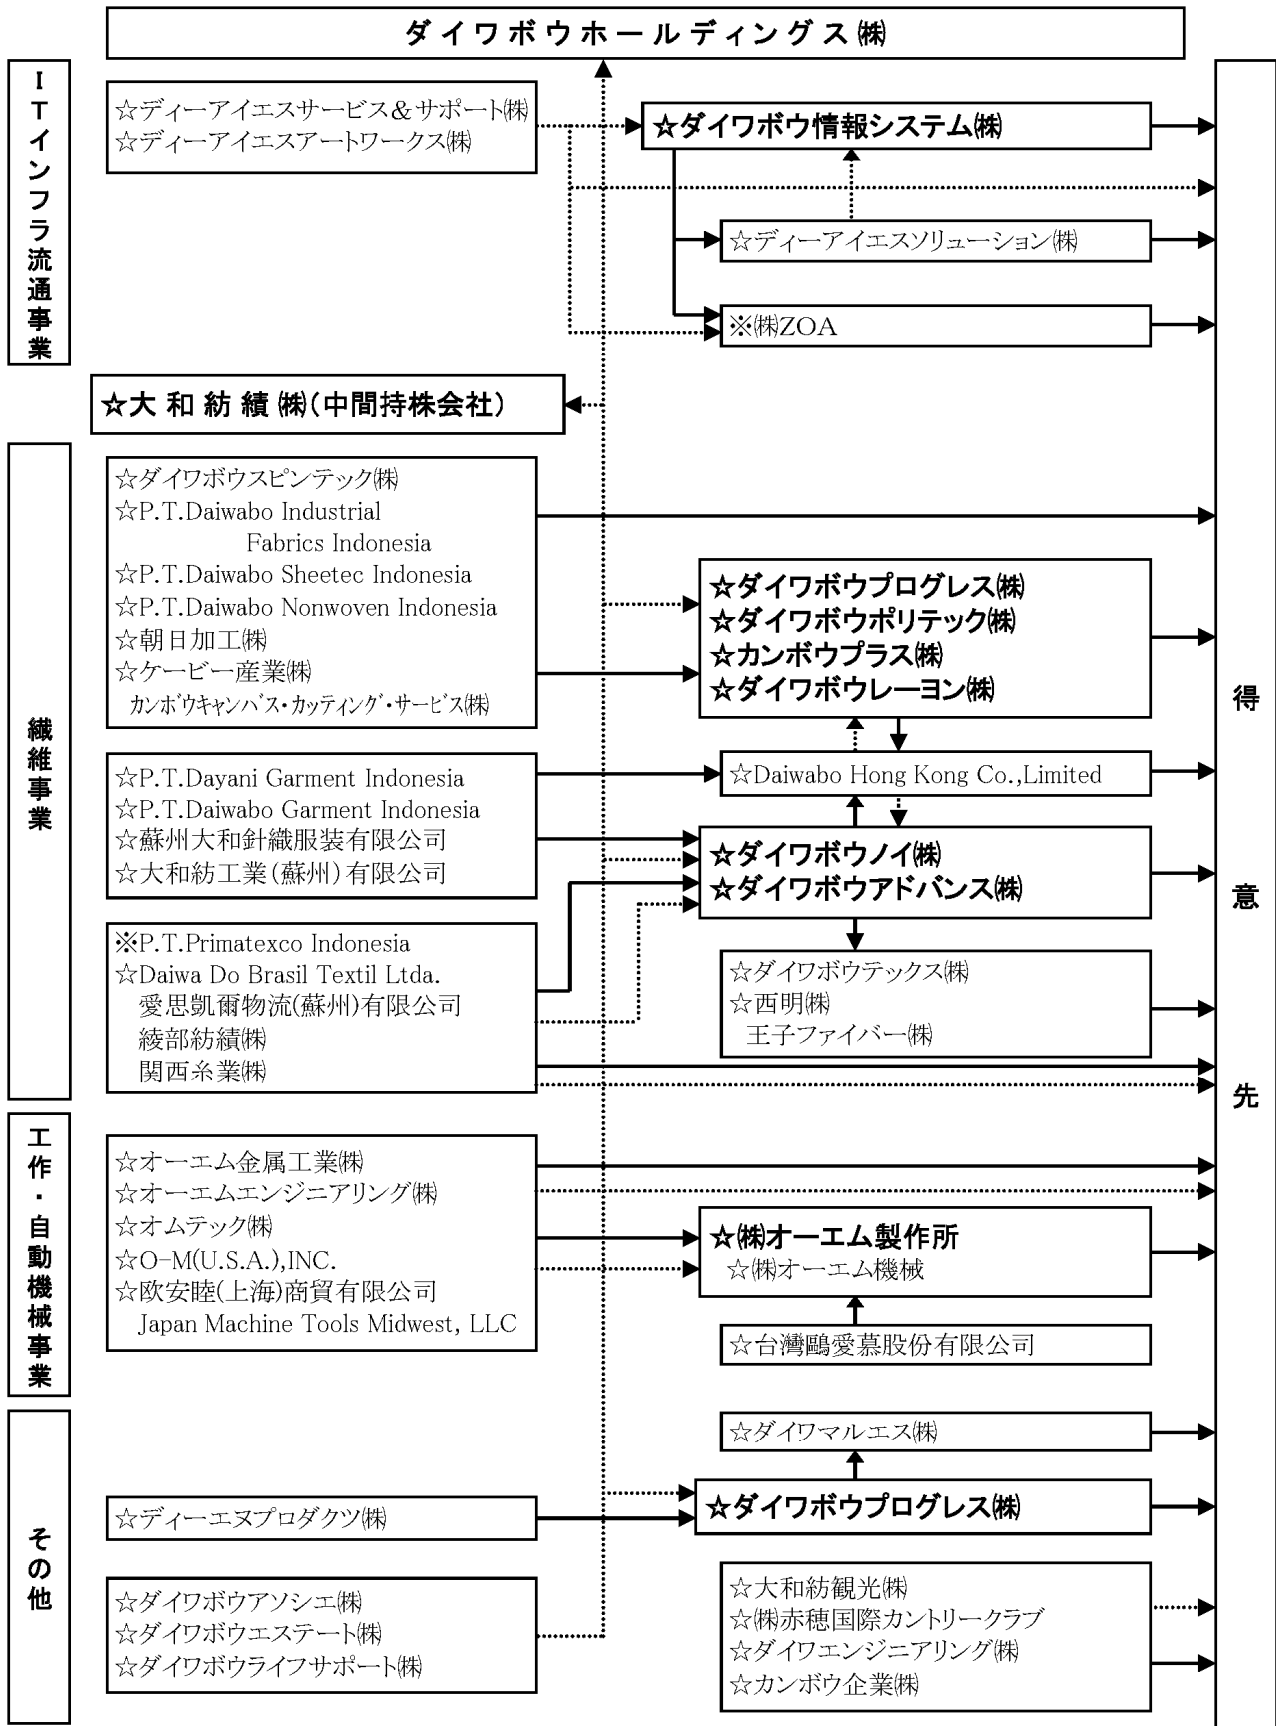 ダイワボウホールディングス㈱
ITインフラ流通事業
☆ディーアイエスサービス&サポート㈱
☆ディーアイエスアートワークス㈱
☆ダイワボウ情報システム㈱
☆ディーアイエスソリューション㈱
※㈱ZOA
☆大和紡績㈱(中間持株会社)
繊維事業
☆ダイワボウスピンテック㈱
☆P.T.Daiwabo Industrial
Fabrics Indonesia
☆P.T.Daiwabo Sheetec Indonesia
☆P.T.Daiwabo Nonwoven Indonesia
☆朝日加工㈱
☆ケービー産業㈱
カンボウキャンバス・カッティング・サービス㈱
☆ダイワボウプログレス㈱
☆ダイワボウポリテック㈱
☆カンボウプラス㈱
☆ダイワボウレーヨン㈱
☆P.T.Dayani Garment Indonesia
☆P.T.Daiwabo Garment Indonesia
☆蘇州大和針織服装有限公司
☆大和紡工業(蘇州)有限公司
☆Daiwabo Hong Kong Co.,Limited
☆ダイワボウノイ㈱
☆ダイワボウアドバンス㈱
※P.T.Primatexco Indonesia
☆Daiwa Do Brasil Textil Ltda.
愛思凱爾物流(蘇州)有限公司
綾部紡績㈱
関西糸業㈱
☆ダイワボウテックス㈱
☆西明㈱
王子ファイバー㈱
工作・自動機械事業
☆オーエム金属工業㈱
☆オーエムエンジニアリング㈱
☆オムテック㈱
☆O-M(U.S.A.),INC.
☆欧安睦(上海)商貿有限公司
Japan Machine Tools Midwest, LLC
☆㈱オーエム製作所
☆㈱オーエム機械
☆台灣鷗愛慕股份有限公司
その他
☆ダイワマルエス㈱
☆ディーエヌプロダクツ㈱
☆ダイワボウプログレス㈱
☆ダイワボウアソシエ㈱
☆ダイワボウエステート㈱
☆ダイワボウライフサポート㈱
☆大和紡観光㈱
☆㈱赤穂国際カントリークラブ
☆ダイワエンジニアリング㈱
☆カンボウ企業㈱
得意先